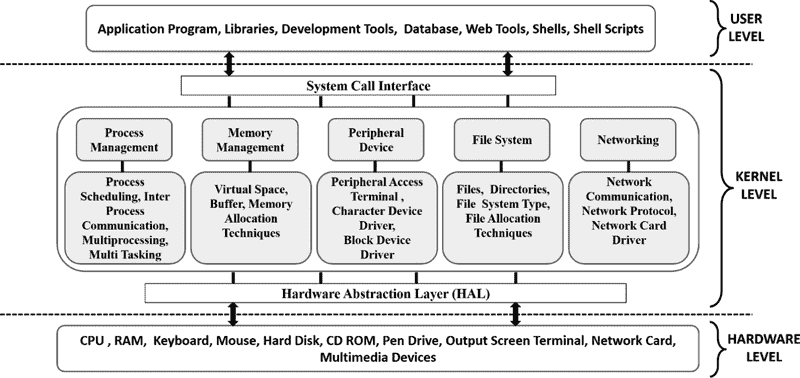 Application Program, Libraries, Development Tools, Database, Web Tools, Shells, Shell Scripts
USER
LEVEL
System Call Interface
Process
Management
Memory
Management
Peripheral
Device
File System
Networking
Process
Scheduling, Inter
Process
Communication,
Multiprocessing,
Multi Tasking
Virtual Space,
Buffer, Memory
Allocation
Techniques
Peripheral Access
Terminal ,
Character Device
Driver,
Block Device
Driver
Files, Directories,
File System Type,
File Allocation
Techniques
Network
Communication,
Network Protocol,
Network Card
Driver
KERNEL
LEVEL
Hardware Abstraction Layer (HAL)
CPU , RAM, Keyboard, Mouse, Hard Disk, CD ROM, Pen Drive, Output Screen Terminal, Network Card,
Multimedia Devices
HARDWARE
LEVEL